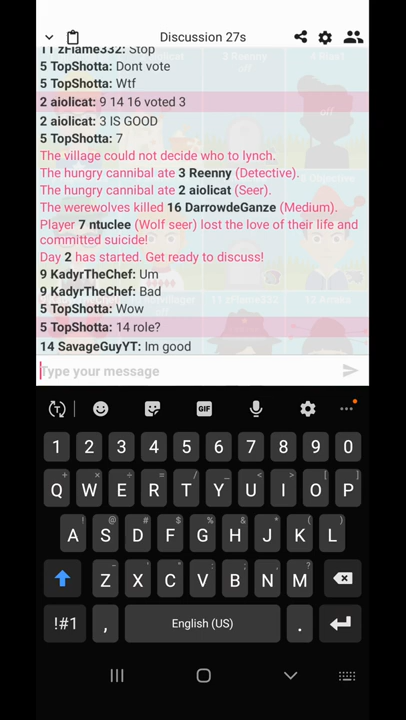 Discussion 27s
11 zFlame332: Stop
5 TopShotta: Dont vote
5 TopShotta: Wtf
2 aiolicat: 9 14 16 voted 3
2 aiolicat: 3 IS GOOD
5 TopShotta: 7
The village could not decide who to lynch.
The hungry cannibal ate 3 Reenny (Detective).
The hungry cannibal ate 2 aiolicat (Seer).
The werewolves killed 16 DarrowdeGanze (Medium).
Player 7 ntuclee (Wolf seer) lost the love of their life and
committed suicide!
Day 2 has started. Get ready to discuss!
9 KadyrTheChef: Um
9 KadyrTheChef: Bad
5 TopShotta: Wow
5 TopShotta: 14 role?
14 SavageGuyYT: Im good
Type your message
GIF
1 2 3 4 5 6 7 8 9 0
Q W E R T Y U I O P
A S D F G H J K L
Z X C V B N M
!#1 , English (US) .